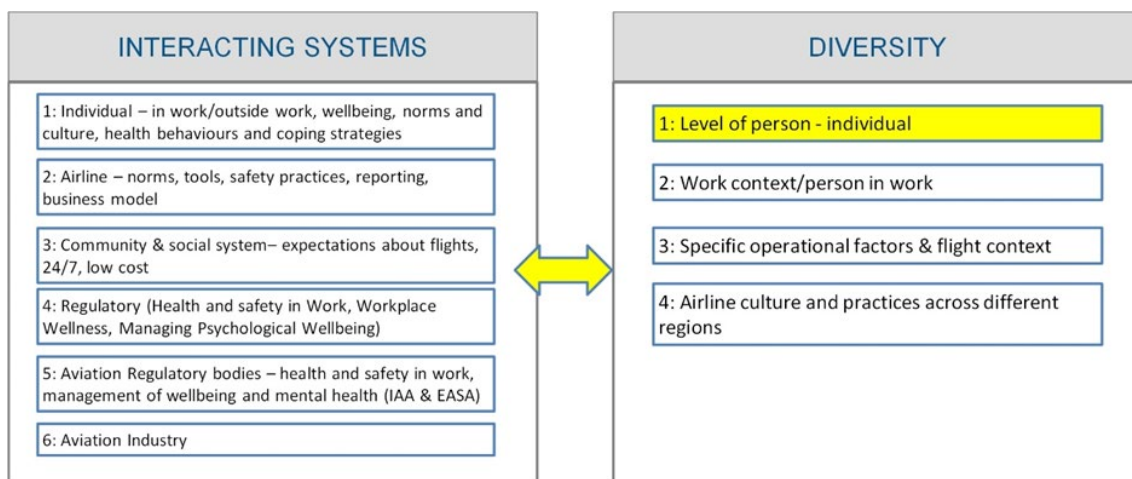 INTERACTING SYSTEMS
1: Individual – in work/outside work, wellbeing, norms and
culture, health behaviours and coping strategies
2: Airline – norms, tools, safety practices, reporting,
business model
3: Community & social system– expectations about flights,
24/7, low cost
4: Regulatory (Health and safety in Work, Workplace
Wellness, Managing Psychological Wellbeing)
5: Aviation Regulatory bodies – health and safety in work,
management of wellbeing and mental health (IAA & EASA)
6: Aviation Industry
DIVERSITY
1: Level of person - individual
2: Work context/person in work
3: Specific operational factors & flight context
4: Airline culture and practices across different
regions